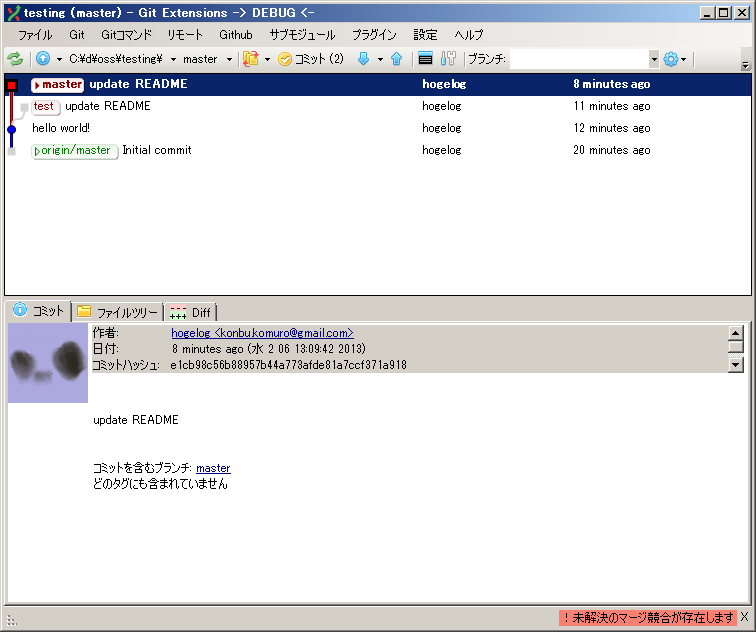 testing (master) - Git Extensions -> DEBUG <-
ファイル Git Gitコマンド リモート Github サブモジュール プラグイン 設定 ヘルプ
C:¥d¥oss¥testing¥ master コミット (2) ブランチ:
master update README hogelog 8 minutes ago
test update README hogelog 11 minutes ago
hello world! hogelog 12 minutes ago
origin/master Initial commit hogelog 20 minutes ago
コミット ファイルツリー Diff
作者: hogelog <konbu.komuro@gmail.com>
日付: 8 minutes ago (水 2 06 13:09:42 2013)
コミットハッシュ: e1cb98c56b88957b44a773afde81a7ccf371a918
update README
コミットを含むブランチ: master
どのタグにも含まれていません
! 未解決のマージ競合が存在します X